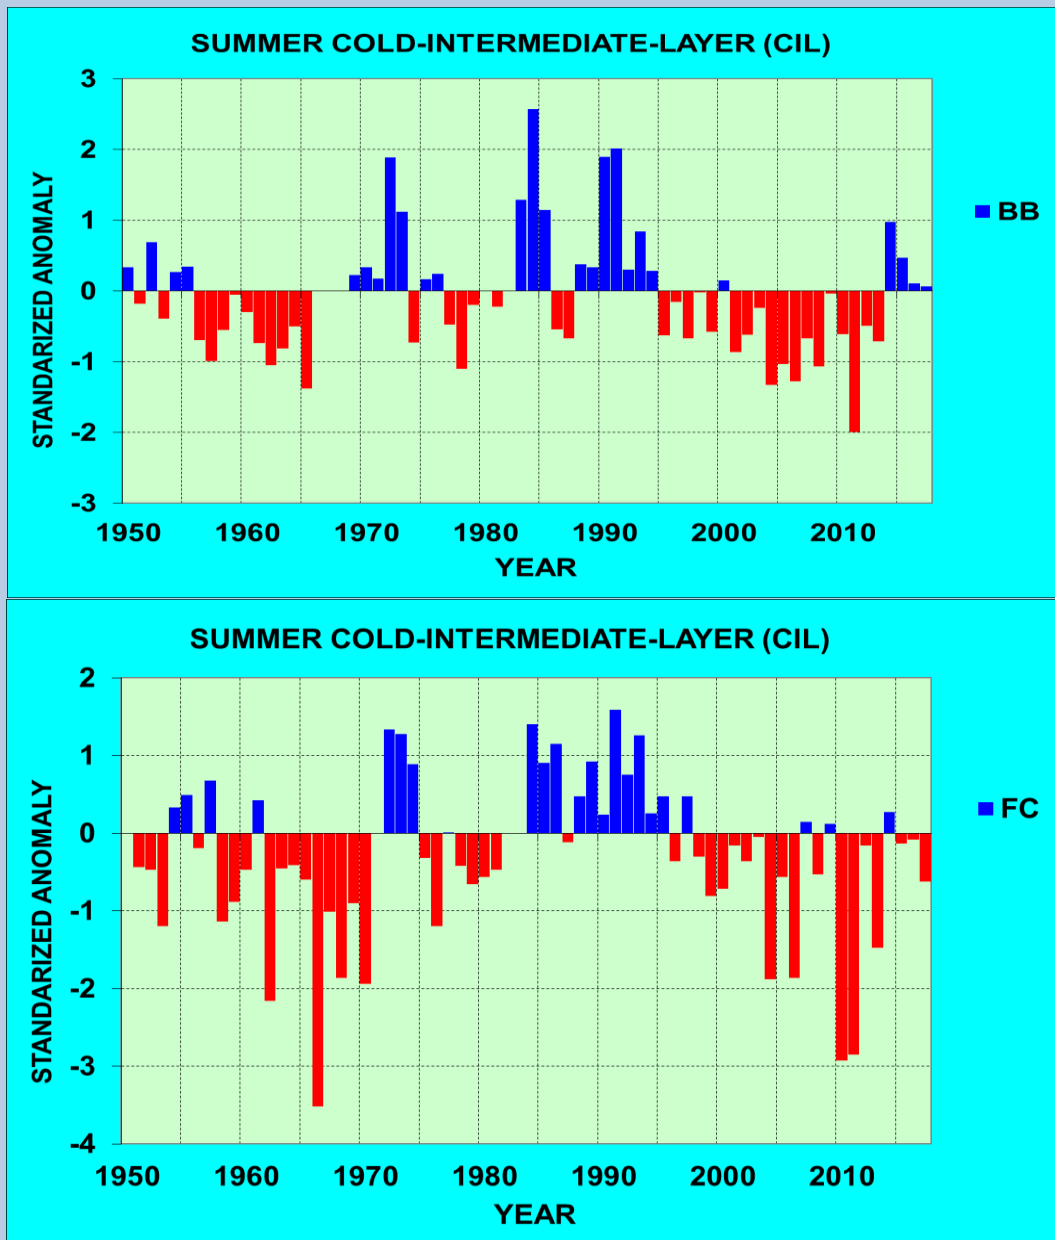 SUMMER COLD-INTERMEDIATE-LAYER (CIL)
STANDARIZED ANOMALY
3
2
1
0
-1
-2
-3
BB
1950 1960 1970 1980 1990 2000 2010
YEAR
SUMMER COLD-INTERMEDIATE-LAYER (CIL)
STANDARIZED ANOMALY
2
1
0
-1
-2
-3
-4
FC
1950 1960 1970 1980 1990 2000 2010
YEAR